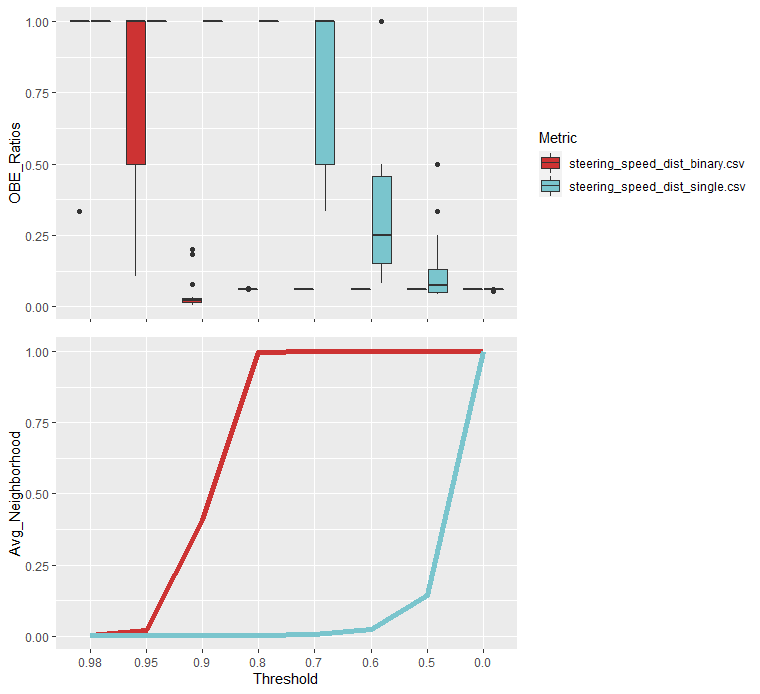 1.00
0.75
0.50
0.25
0.00
OBE_Ratios
Metric
steering_speed_dist_binary.csv
steering_speed_dist_single.csv
1.00
0.75
0.50
0.25
0.00
Avg_Neighborhood
0.98 0.95 0.9 0.8 0.7 0.6 0.5 0.0
Threshold